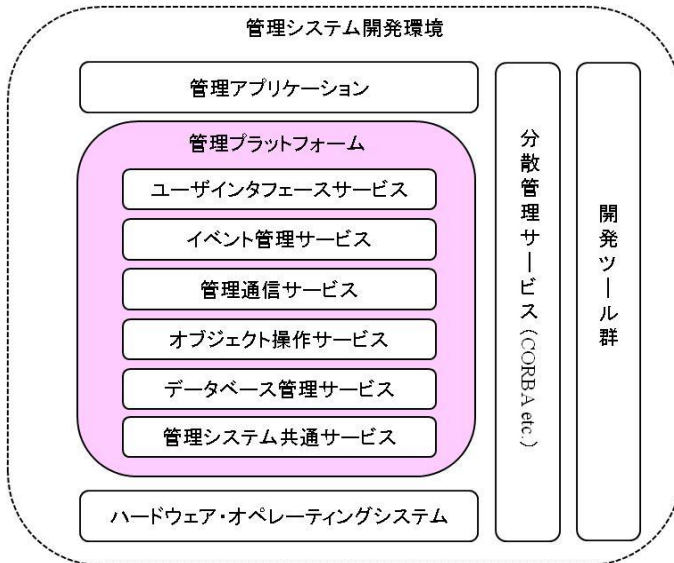 管理システム開発環境
管理アプリケーション
管理プラットフォーム
ユーザインタフェースサービス
イベント管理サービス
管理通信サービス
オブジェクト操作サービス
データベース管理サービス
管理システム共通サービス
ハードウェア・オペレーティングシステム
分散管理サービス(CORBA etc.)
開発ツール群